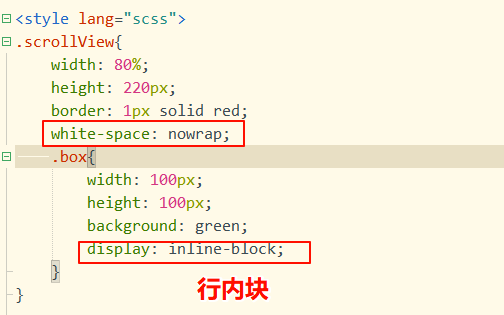 <style lang="scss">
.scrollView{
width: 80%;
height: 220px;
border: 1px solid red;
white-space: nowrap;
.box{
width: 100px;
height: 100px;
background: green;
display: inline-block;
}
行内块
}